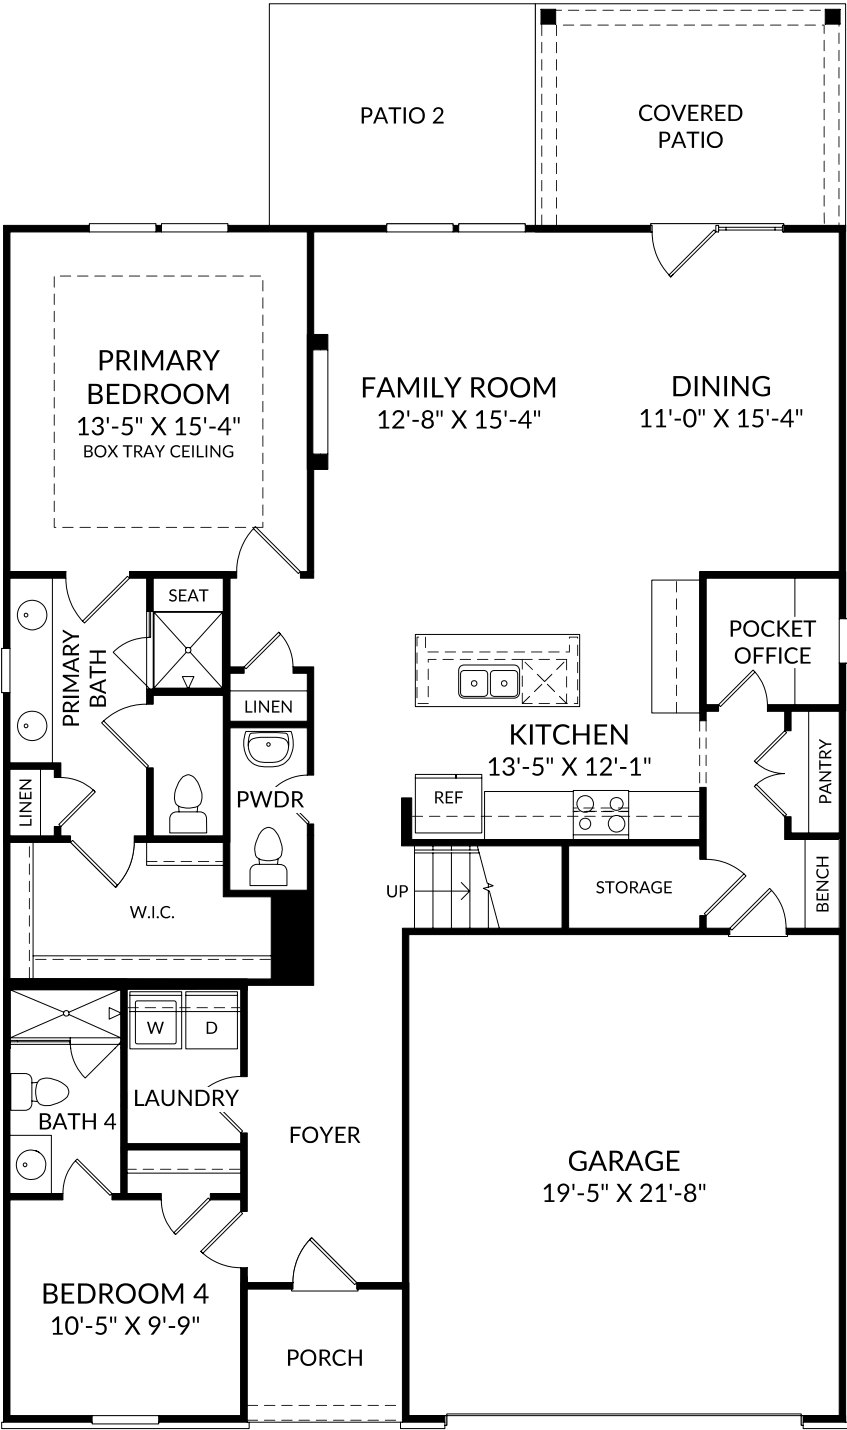 PATIO 2
COVERED
PATIO
PRIMARY
BEDROOM
13'-5" X 15'-4"
BOX TRAY CEILING
FAMILY ROOM
12'-8" X 15'-4"
DINING
11'-0" X 15'-4"
SEAT
PRIMARY
BATH
LINEN
POCKET
OFFICE
KITCHEN
13'-5" X 12'-1"
PANTRY
LINEN
PWDR
REF
UP
STORAGE
BENCH
W.I.C.
W
D
LAUNDRY
BATH 4
FOYER
GARAGE
19'-5" X 21'-8"
BEDROOM 4
10'-5" X 9'-9"
PORCH